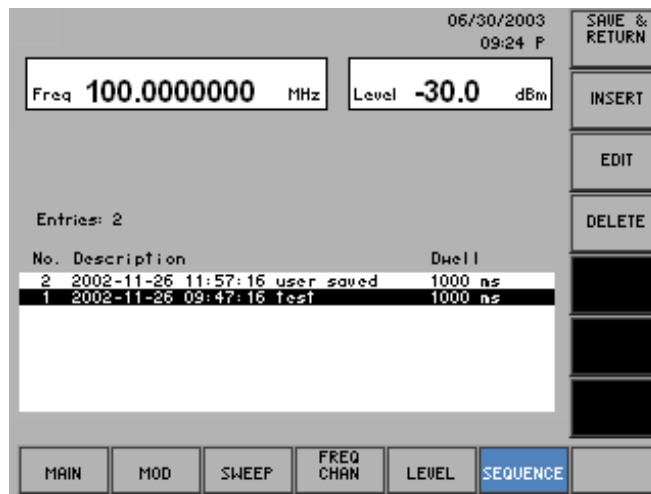 06/30/2003
09:24 P
Freq 100.0000000 MHz
Level -30.0 dBm
Entries: 2
No. Description Dwell
2 2002-11-26 11:57:16 user saved 1000 ms
1 2002-11-26 09:47:16 test 1000 ms
SAVE &
RETURN
INSERT
EDIT
DELETE
MAIN
MOD
SWEEP
FREQ
CHAN
LEVEL
SEQUENCE